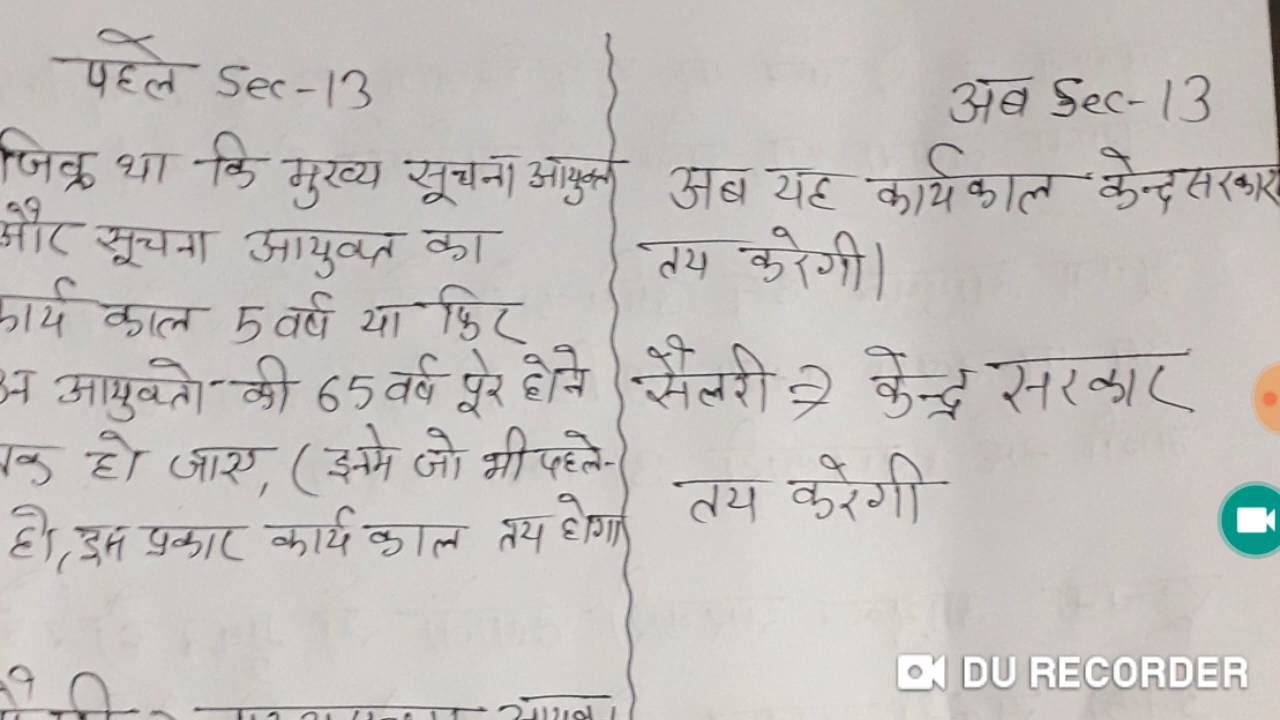 पहले Sec-13
जिक्र था कि मुख्य सूचना आयुक्त
और सूचना आयुक्त का
कार्य काल 5 वर्ष या फिर
आयुक्तो की 65 वर्ष पूरे होने
तक हो जाए, (इनमे जो भी पहले-
हो, इस प्रकार कार्य काल तय होगा)
अब Sec-13
अब यह कार्यकाल केन्द्र सरकार
तय करेगी।
सैलरी ⇒ केन्द्र सरकार
तय करेगी
DU RECORDER